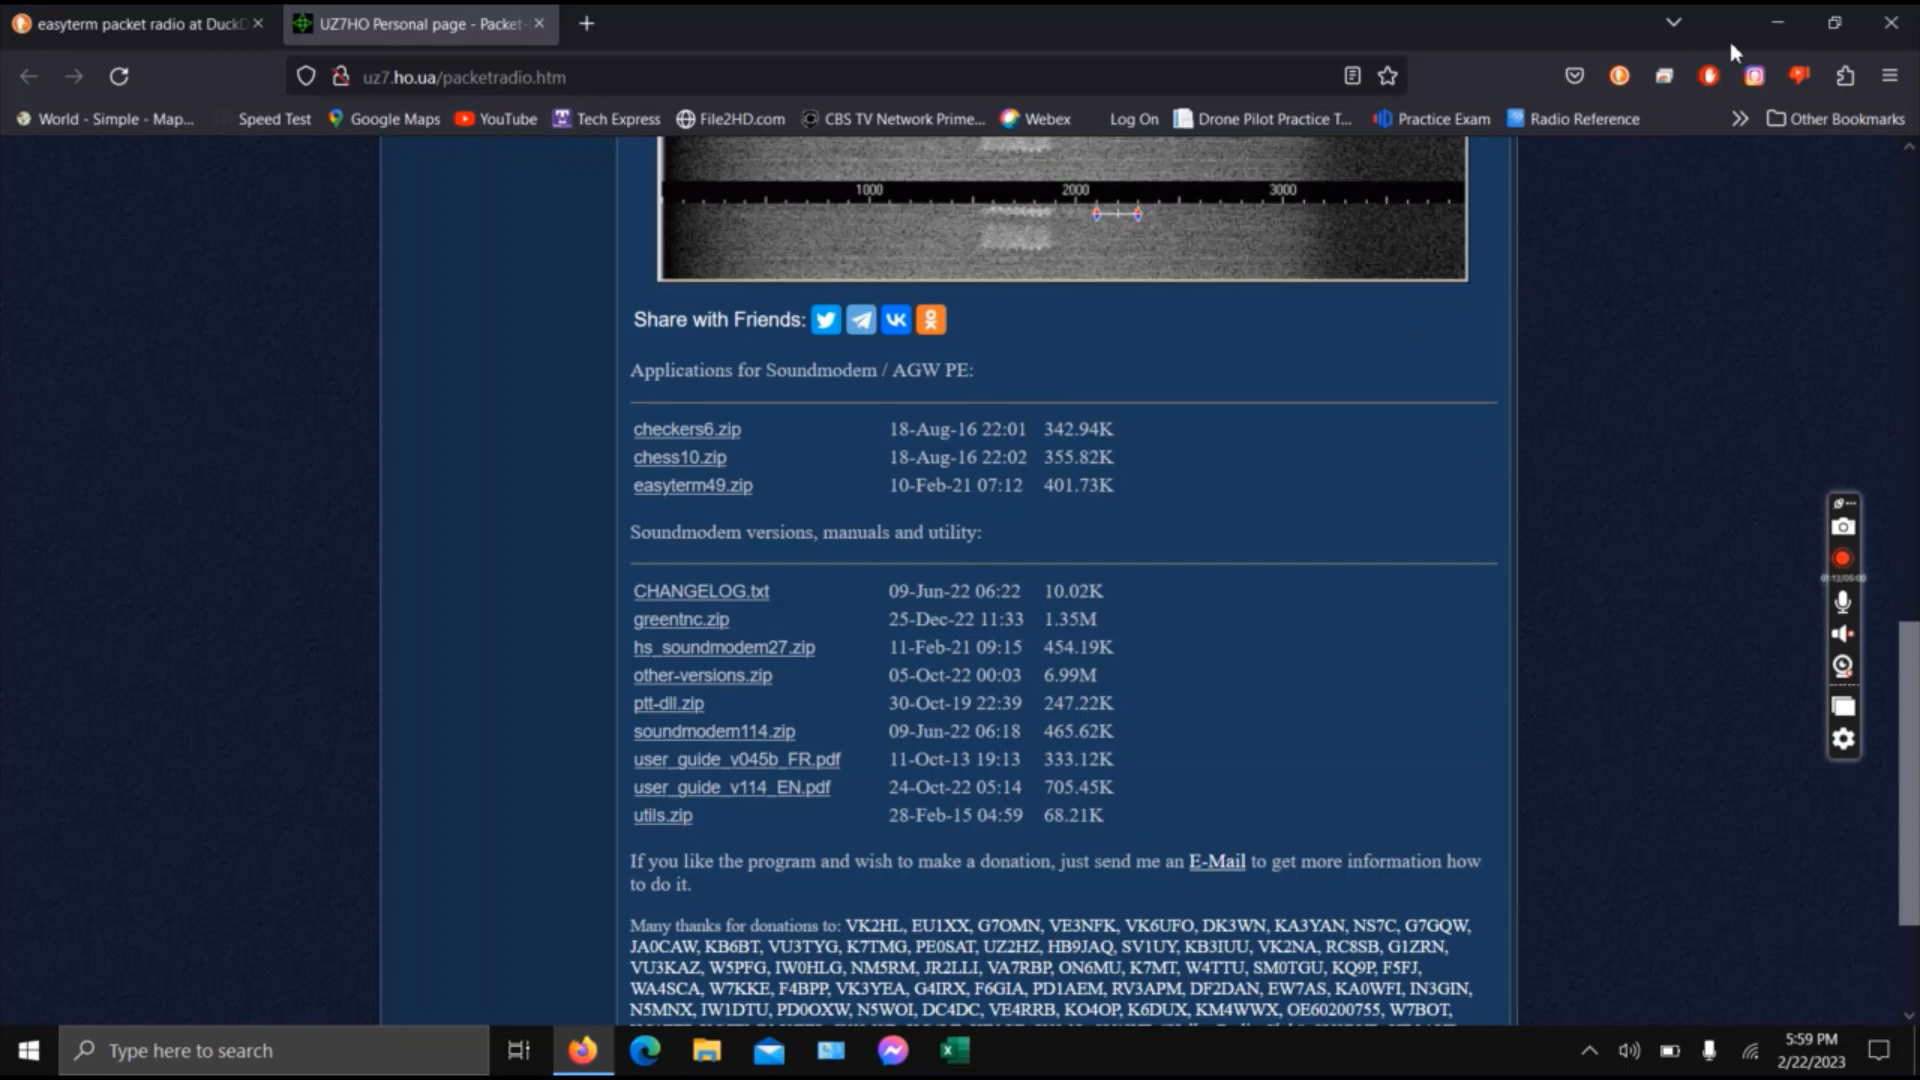 easyterm packet radio at DuckD
UZ7HO Personal page - Packet-
uz7.ho.ua/packetradio.htm
World - Simple - Map...
Speed Test
Google Maps
YouTube
Tech Express
File2HD.com
CBS TV Network Prime...
Webex
Log On
Drone Pilot Practice T...
Practice Exam
Radio Reference
Other Bookmarks
1000 2000 3000
Share with Friends:
Applications for Soundmodem / AGW PE:
checkers6.zip 18-Aug-16 22:01 342.94K
chess10.zip 18-Aug-16 22:02 355.82K
easyterm49.zip 10-Feb-21 07:12 401.73K
Soundmodem versions, manuals and utility:
CHANGELOG.txt 09-Jun-22 06:22 10.02K
greentnc.zip 25-Dec-22 11:33 1.35M
hs_soundmodem27.zip 11-Feb-21 09:15 454.19K
other-versions.zip 05-Oct-22 00:03 6.99M
ptt-dll.zip 30-Oct-19 22:39 247.22K
soundmodem114.zip 09-Jun-22 06:18 465.62K
user_guide_v045b_FR.pdf 11-Oct-13 19:13 333.12K
user_guide_v114_EN.pdf 24-Oct-22 05:14 705.45K
utils.zip 28-Feb-15 04:59 68.21K
If you like the program and wish to make a donation, just send me an E-Mail to get more information how
to do it.
Many thanks for donations to: VK2HL, EU1XX, G7OMN, VE3NFK, VK6UFO, DK3WN, KA3YAN, NS7C, G7GQW,
JA0CAW, KB6BT, VU3TYG, K7TMG, PE0SAT, UZ2HZ, HB9JAQ, SV1UY, KB3IUU, VK2NA, RC8SB, G1ZRN,
VU3KAZ, W5PFG, IW0HLG, NM5RM, JR2LLI, VA7RBP, ON6MU, K7MT, W4TTU, SM0TGU, KQ9P, F5FJ,
WA4SCA, W7KKE, F4BPP, VK3YEA, G4IRX, F6GIA, PD1AEM, RV3APM, DF2DAN, EW7AS, KA0WFI, IN3GIN,
N5MNX, IW1DTU, PD0OXW, N5WOI, DC4DC, VE4RRB, KO4OP, K6DUX, KM4WWX, OE60200755, W7BOT,
01:12/05:00
Type here to search
5:59 PM
2/22/2023